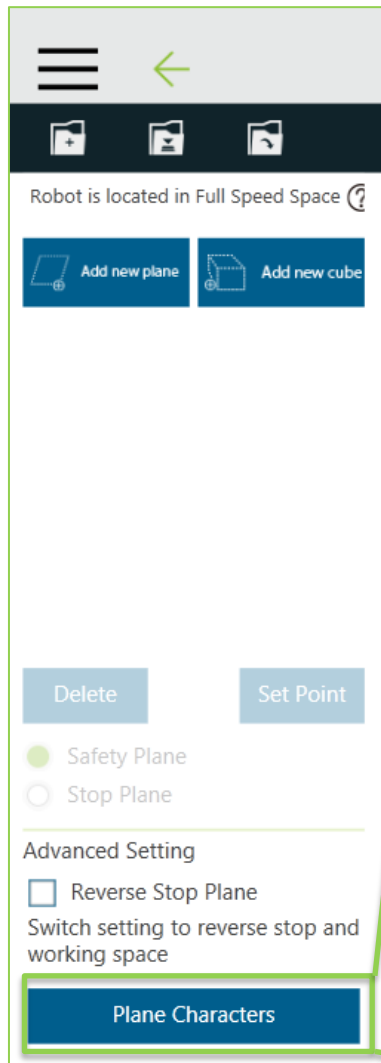 Robot is located in Full Speed Space ?
Add new plane
Add new cube
Delete
Set Point
Safety Plane
Stop Plane
Advanced Setting
Reverse Stop Plane
Switch setting to reverse stop and
working space
Plane Characters